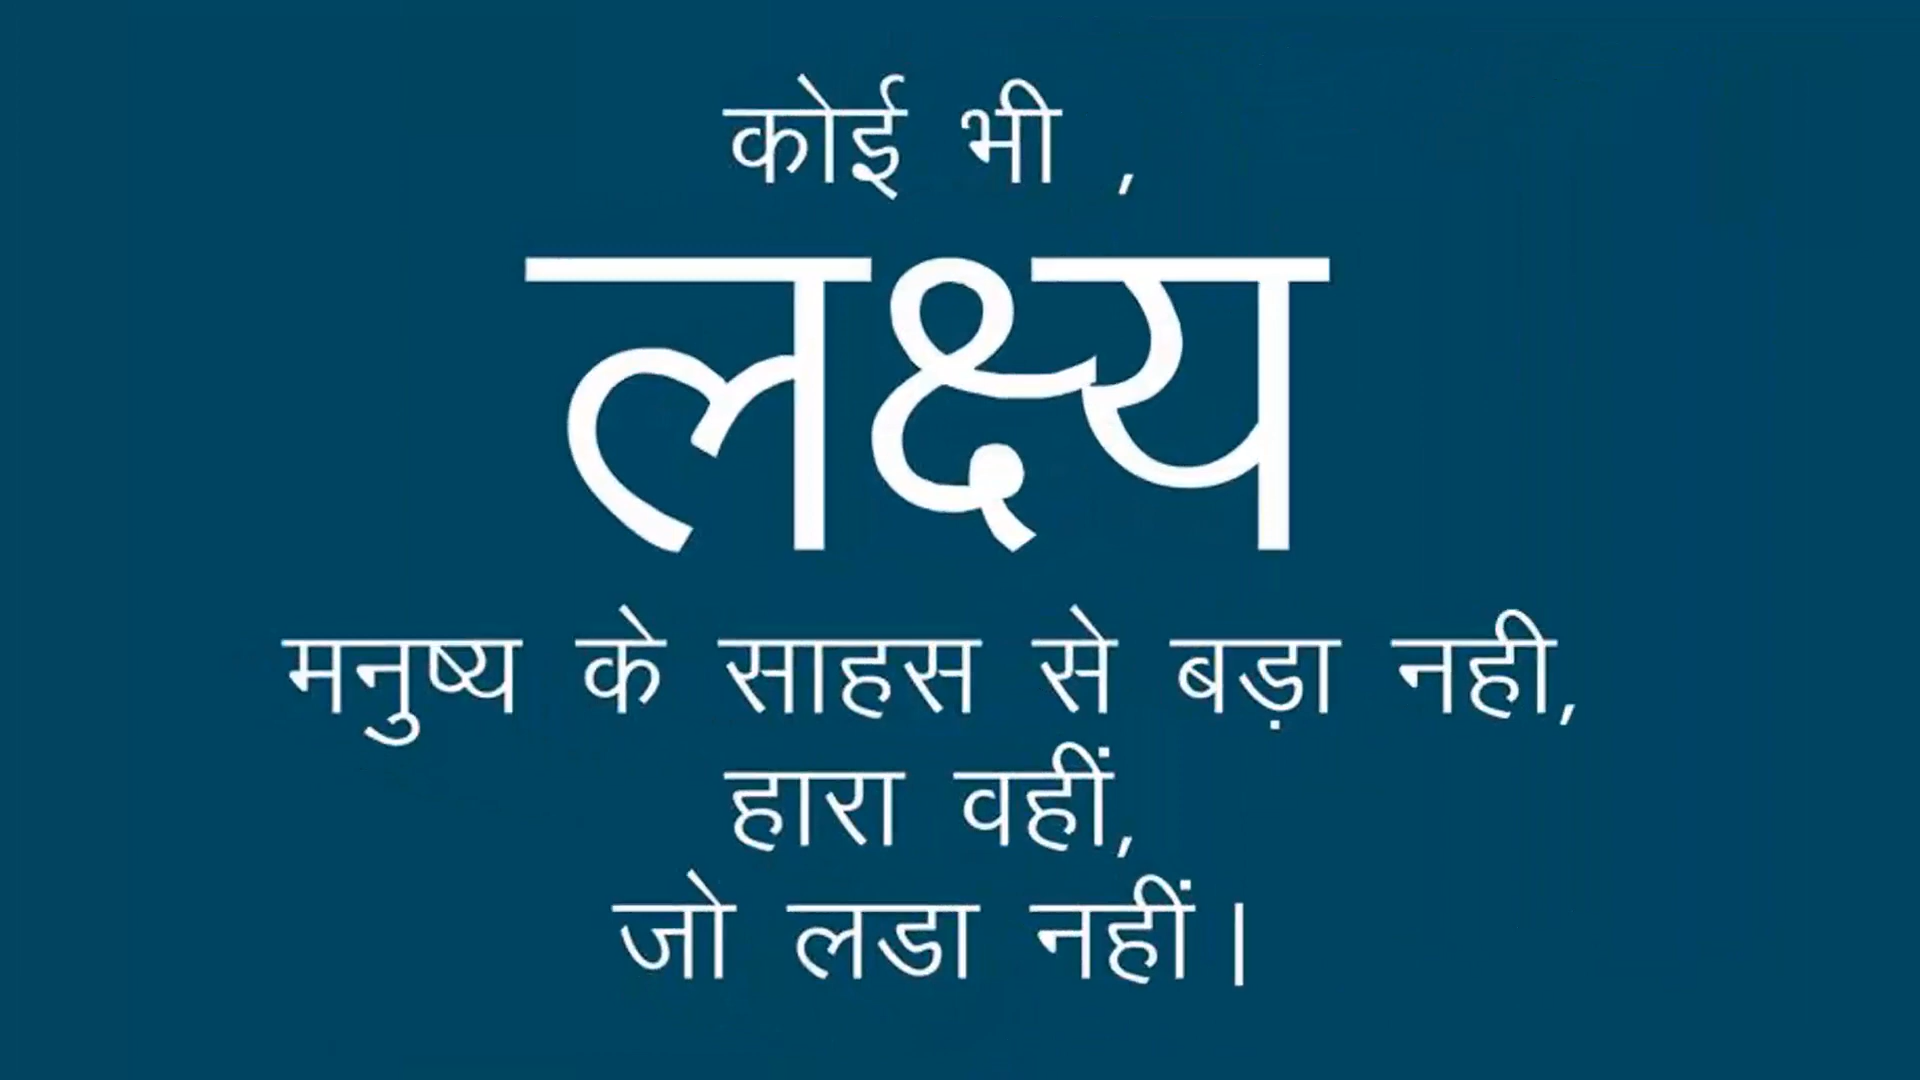 कोई भी ,
लक्ष्य
मनुष्य के साहस से बड़ा नही,
हारा वहीं,
जो लडा नहीं|